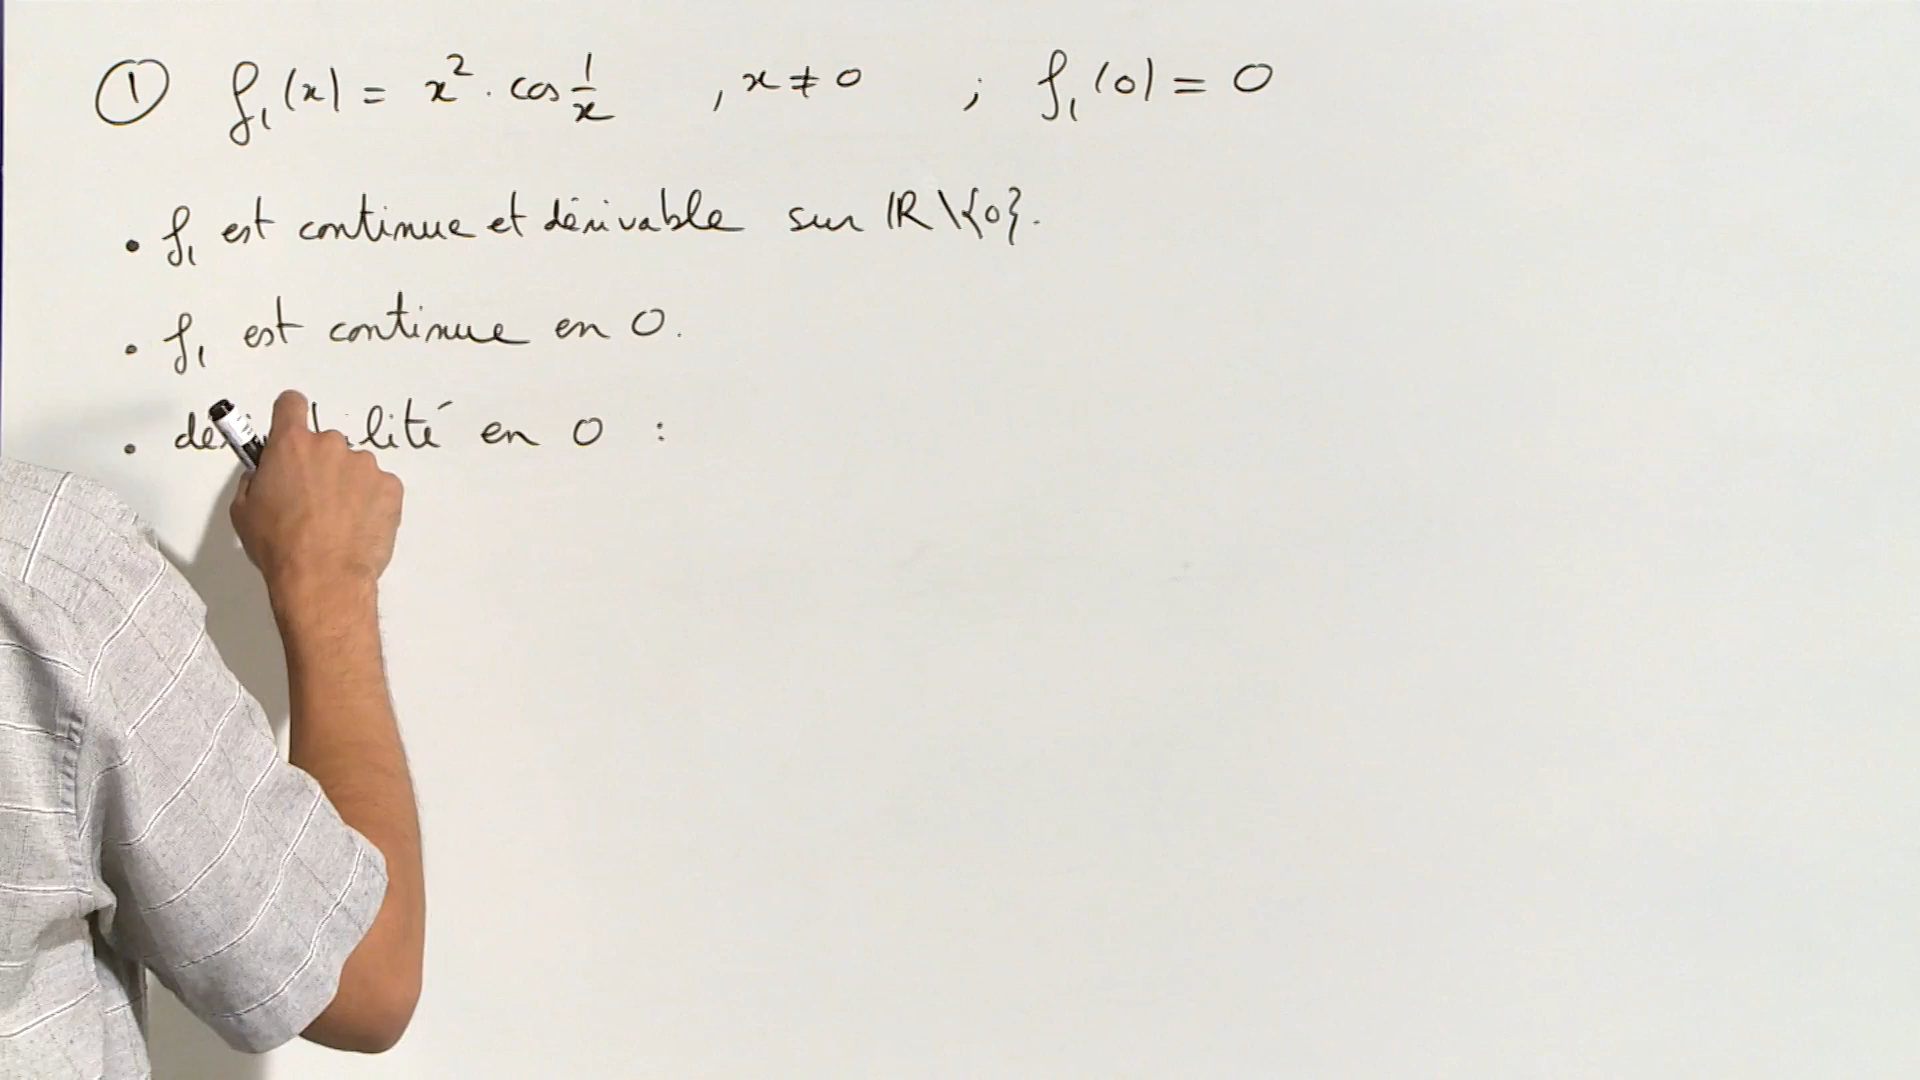 ① f₁(x) = x² · cos 1/x , x ≠ 0 ; f₁(0) = 0
• f₁ est continue et dérivable sur ℝ\{0}.
• f₁ est continue en 0.
• en 0 :